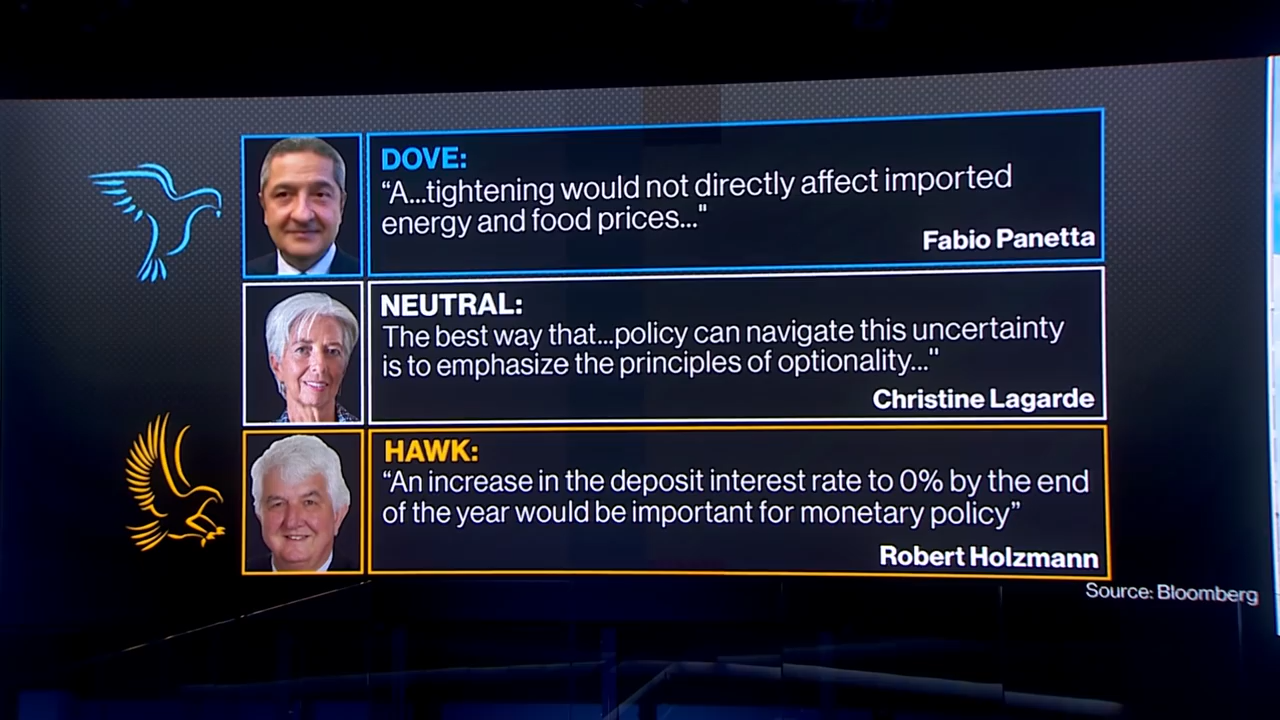 DOVE:
“A...tightening would not directly affect imported
energy and food prices..."
Fabio Panetta
NEUTRAL:
The best way that...policy can navigate this uncertainty
is to emphasize the principles of optionality..."
Christine Lagarde
HAWK:
“An increase in the deposit interest rate to 0% by the end
of the year would be important for monetary policy”
Robert Holzmann
Source: Bloomberg